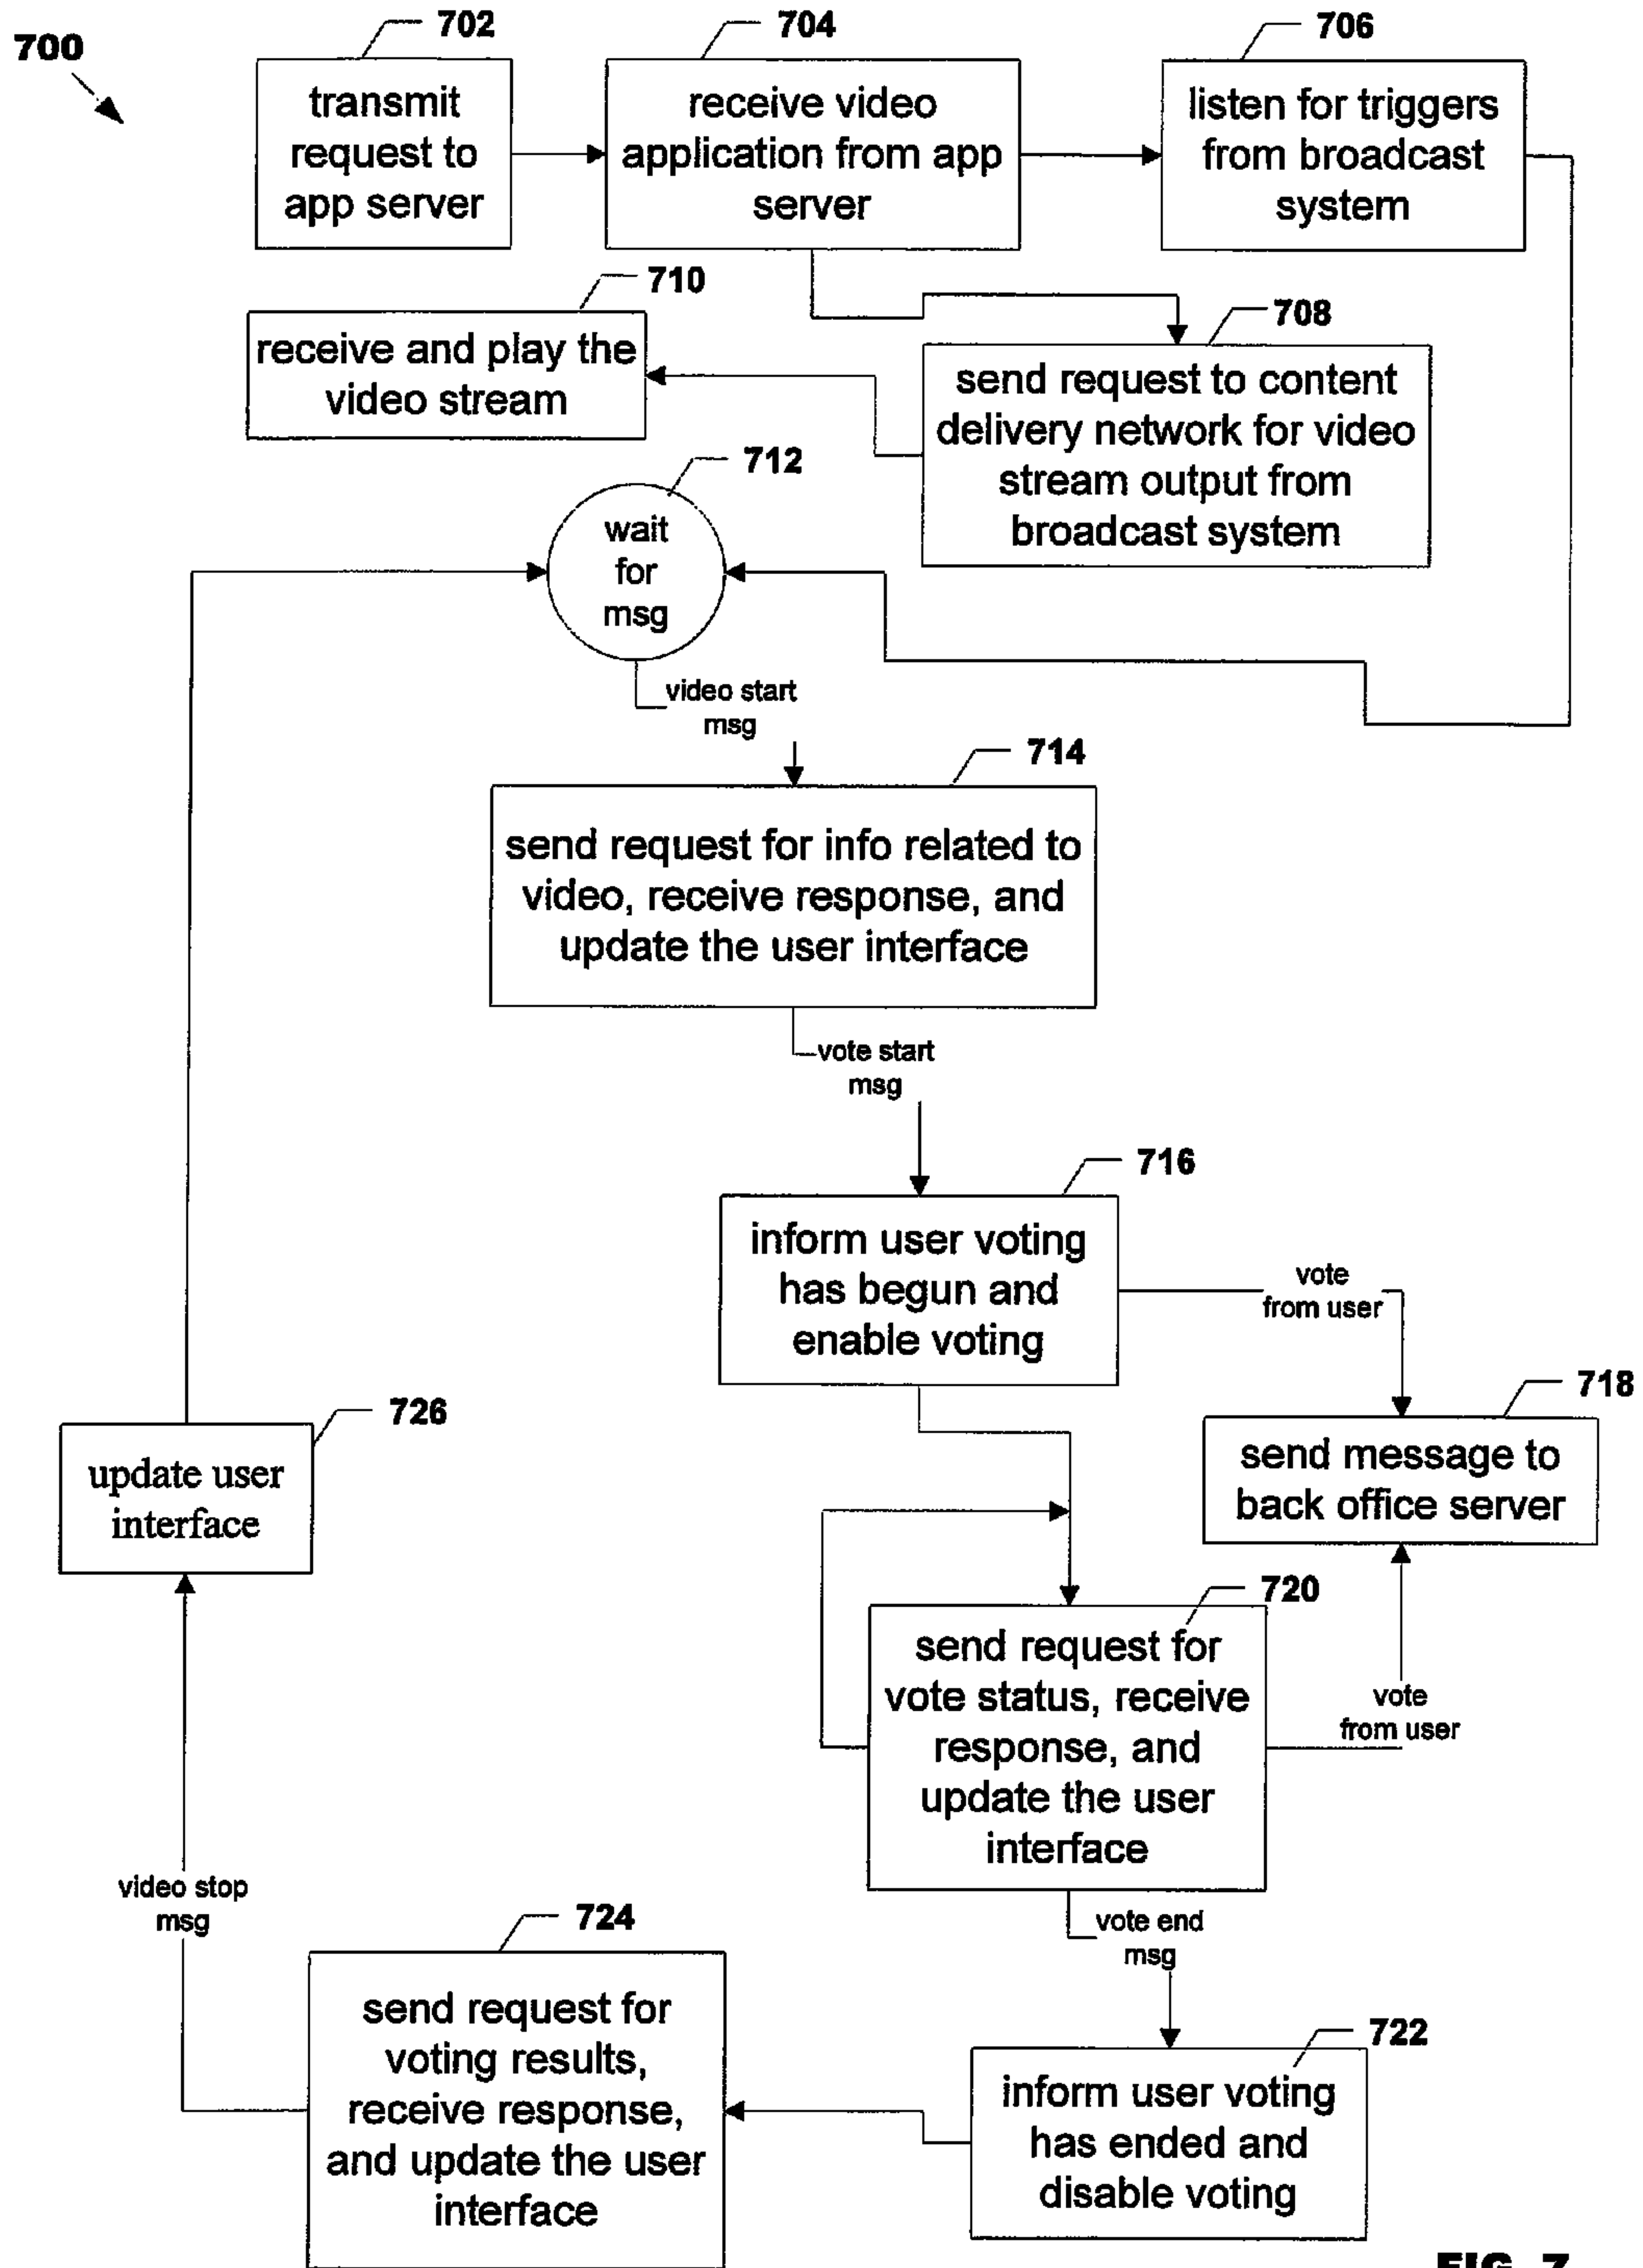 700
702
transmit
request to
app server
704
receive video
application from app
server
706
listen for triggers
from broadcast
system
710
receive and play the
video stream
708
send request to content
delivery network for video
stream output from
broadcast system
712
wait
for
msg
video start
msg
714
send request for info related to
video, receive response, and
update the user interface
vote start
msg
716
inform user voting
has begun and
enable voting
vote
from user
718
send message to
back office server
726
update user
interface
720
send request for
vote status, receive
response, and
update the user
interface
vote
from user
video stop
msg
vote end
msg
724
send request for
voting results,
receive response,
and update the user
interface
722
inform user voting
has ended and
disable voting
FIG. 7